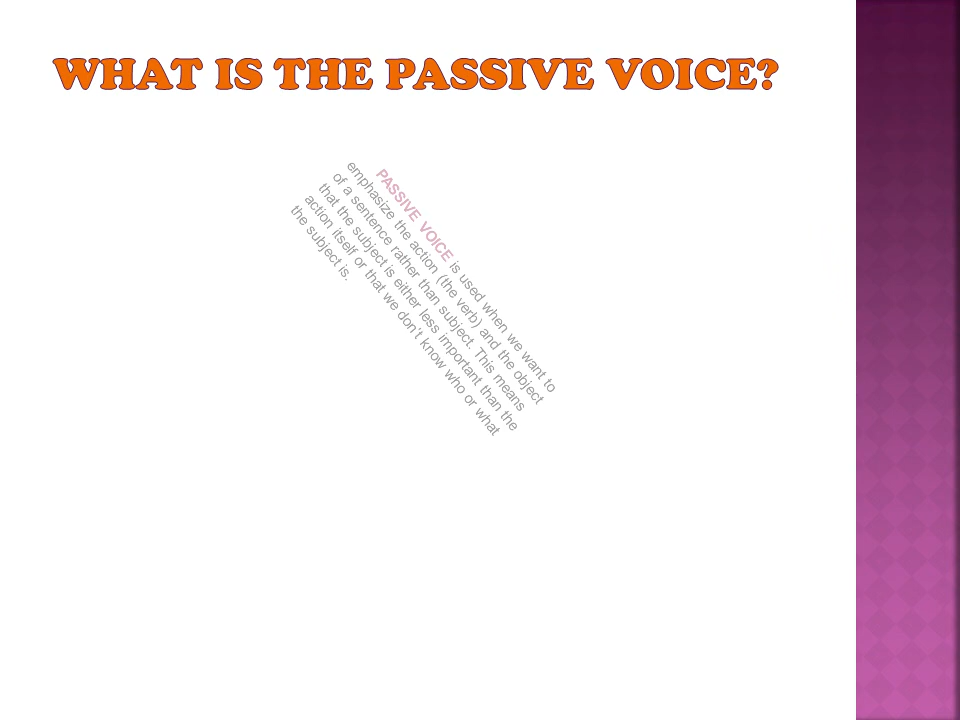 WHAT IS THE PASSIVE VOICE?
PASSIVE VOICE is used when we want to
emphasize the action (the verb) and the object
of a sentence rather than subject. This means
that the subject is either less important than the
action itself or that we don't know who or what
the subject is.